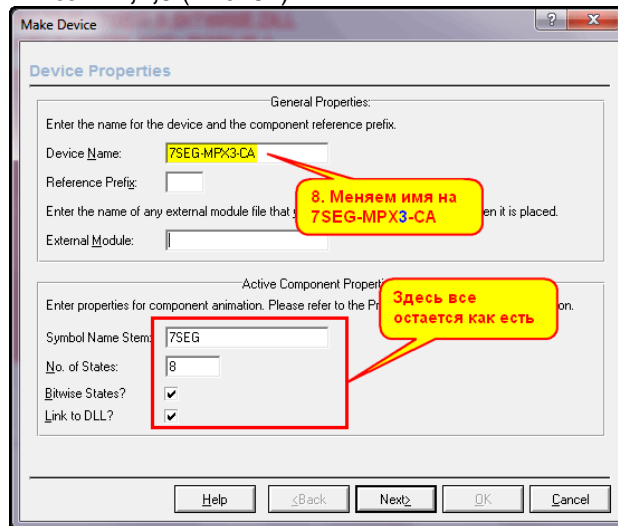 Make Device
Device Properties
General Properties:
Enter the name for the device and the component reference prefix.
Device Name:
7SEG-MPX3-CA
Reference Prefix:
8. Меняем имя на
7SEG-MPX3-CA
Enter the name of any external module file that
en it is placed.
External Module:
Active Component
Enter properties for component animation. Please refer to the
on.
Здесь все
остается как есть
Symbol Name Stem:
7SEG
No. of States:
8
Bitwise States?
Link to DLL?
Help
<Back
Next>
OK
Cancel